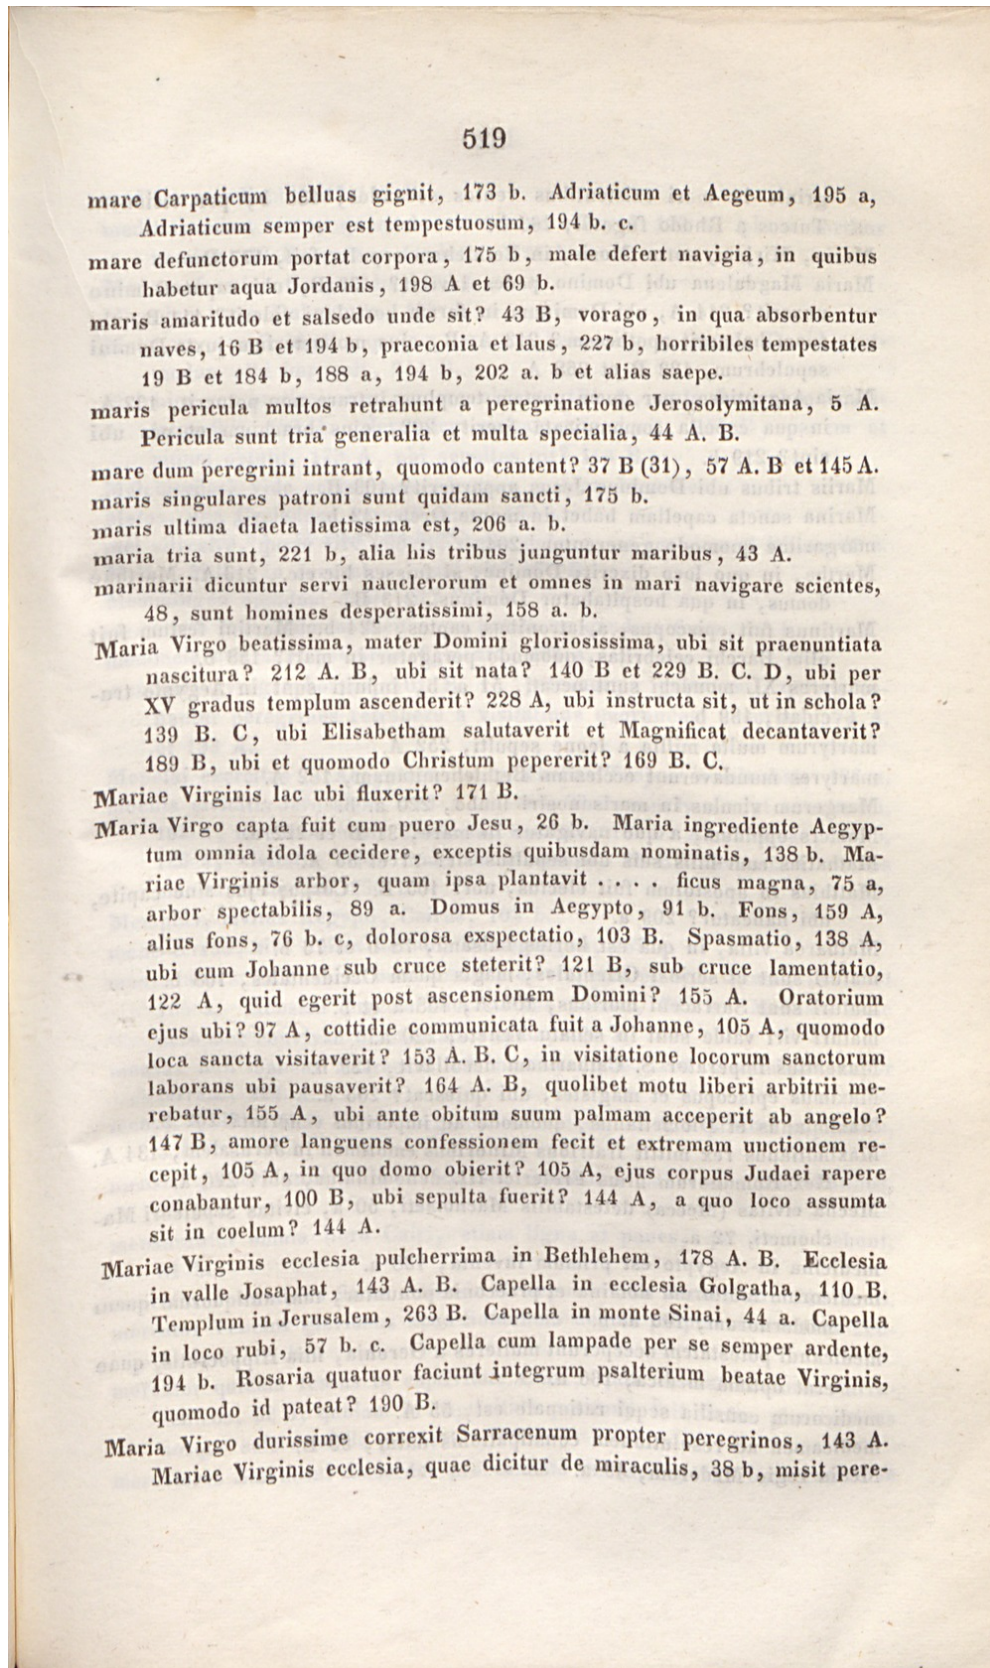 519
mare Carpaticum belluas gignit, 173 b. Adriaticum et Aegeum, 195 a,
Adriaticum semper est tempestuosum, 194 b. c.
mare defunctorum portat corpora, 175 b, male defert navigia, in quibus
habetur aqua Jordanis, 198 A et 69 b.
maris amaritudo et salsedo unde sit? 43 B, vorago, in qua absorbentur
naves, 16 B et 194 b, praeconia et laus, 227 b, horribiles tempestates
19 B et 184 b, 188 a, 194 b, 202 a. b et alias saepe.
maris pericula multos retrahunt a peregrinatione Jerosolymitana, 5 A.
Pericula sunt tria generalia et multa specialia, 44 A. B.
mare dum peregrini intrant, quomodo cantent? 37 B (31), 57 A. B et 145 A.
maris singulares patroni sunt quidam sancti, 175 b.
maris ultima diaeta laetissima est, 206 a. b.
maria tria sunt, 221 b, alia his tribus junguntur maribus, 43 A.
marinarii dicuntur servi nauclerorum et omnes in mari navigare scientes,
48, sunt homines desperatissimi, 158 a. b.
Maria Virgo beatissima, mater Domini gloriosissima, ubi sit praenuntiata
nascitura? 212 A. B, ubi sit nata? 140 B et 229 B. C. D, ubi per
XV gradus templum ascenderit? 228 A, ubi instructa sit, ut in schola?
139 B. C, ubi Elisabetham salutaverit et Magnificat decantaverit?
189 B, ubi et quomodo Christum pepererit? 169 B. C.
Mariae Virginis lac ubi fluxerit? 171 B.
Maria Virgo capta fuit cum puero Jesu, 26 b. Maria ingrediente Aegyp-
tum omnia idola cecidere, exceptis quibusdam nominatis, 138 b. Ma-
riae Virginis arbor, quam ipsa plantavit . . . . ficus magna, 75 a,
arbor spectabilis, 89 a. Domus in Aegypto, 91 b. Fons, 159 A,
alius fons, 76 b. c, dolorosa exspectatio, 103 B. Spasmatio, 138 A,
ubi cum Johanne sub cruce steterit? 121 B, sub cruce lamentatio,
122 A, quid egerit post ascensionem Domini? 155 A. Oratorium
ejus ubi? 97 A, cottidie communicata fuit a Johanne, 105 A, quomodo
loca sancta visitaverit? 153 A. B. C, in visitatione locorum sanctorum
laborans ubi pausaverit? 164 A. B, quolibet motu liberi arbitrii me-
rebatur, 155 A, ubi ante obitum suum palmam acceperit ab angelo?
147 B, amore languens confessionem fecit et extremam unctionem re-
cepit, 105 A, in quo domo obierit? 105 A, ejus corpus Judaei rapere
conabantur, 100 B, ubi sepulta fuerit? 144 A, a quo loco assumta
sit in coelum? 144 A.
Mariae Virginis ecclesia pulcherrima in Bethlehem, 178 A. B. Ecclesia
in valle Josaphat, 143 A. B. Capella in ecclesia Golgatha, 110 B.
Templum in Jerusalem, 263 B. Capella in monte Sinai, 44 a. Capella
in loco rubi, 57 b. c. Capella cum lampade per se semper ardente,
194 b. Rosaria quatuor faciunt integrum psalterium beatae Virginis,
quomodo id pateat? 190 B.
Maria Virgo durissime correxit Sarracenum propter peregrinos, 143 A.
Mariae Virginis ecclesia, quae dicitur de miraculis, 38 b, misit pere-